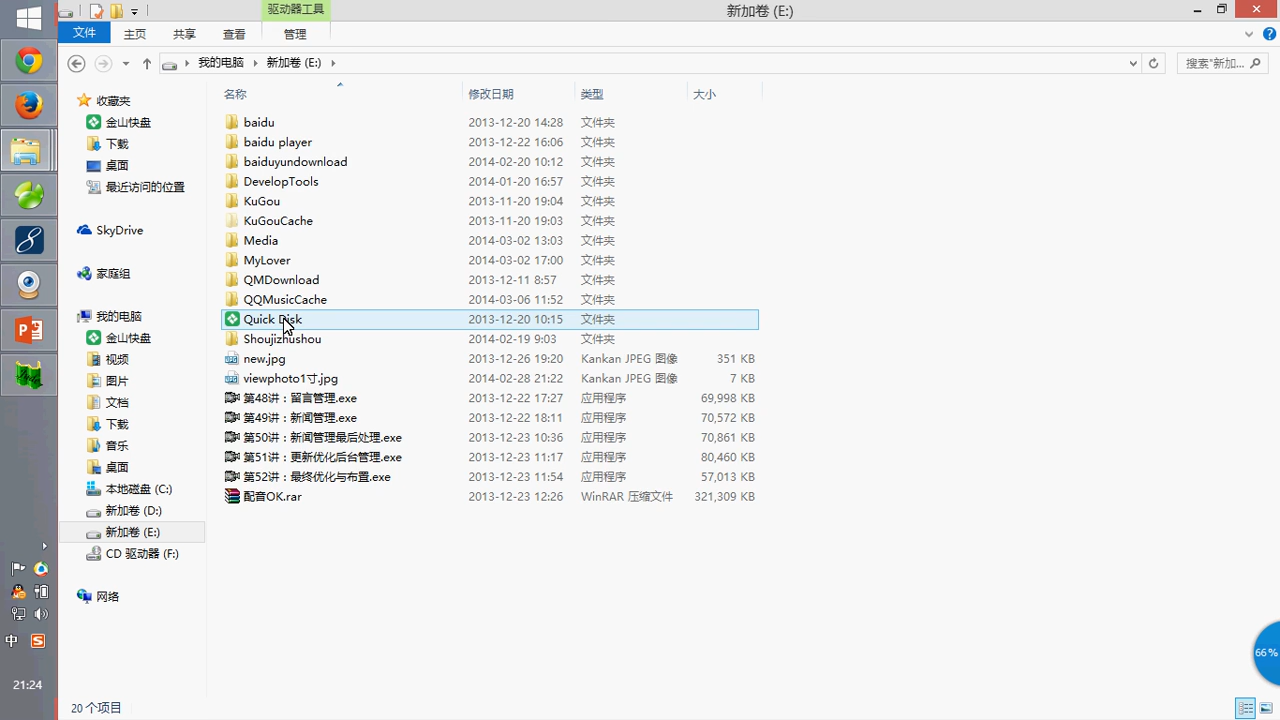 驱动器工具
新加卷 (E:)
文件 主页 共享 查看 管理
我的电脑 新加卷 (E:)
搜索"新加...
收藏夹
金山快盘
下载
桌面
最近访问的位置
SkyDrive
家庭组
我的电脑
金山快盘
视频
图片
文档
下载
音乐
桌面
本地磁盘 (C:)
新加卷 (D:)
新加卷 (E:)
CD 驱动器 (F:)
网络
名称 修改日期 类型 大小
baidu 2013-12-20 14:28 文件夹
baidu player 2013-12-22 16:06 文件夹
baiduyundownload 2014-02-20 10:12 文件夹
DevelopTools 2014-01-20 16:57 文件夹
KuGou 2013-11-20 19:04 文件夹
KuGouCache 2013-11-20 19:03 文件夹
Media 2014-03-02 13:03 文件夹
MyLover 2014-03-02 17:00 文件夹
QMDownload 2013-12-11 8:57 文件夹
QQMusicCache 2014-03-06 11:52 文件夹
Quick Disk 2013-12-20 10:15 文件夹
Shoujizhushou 2014-02-19 9:03 文件夹
new.jpg 2013-12-26 19:20 Kankan JPEG 图像 351 KB
viewphoto1寸.jpg 2014-02-28 21:22 Kankan JPEG 图像 7 KB
第48讲：留言管理.exe 2013-12-22 17:27 应用程序 69,998 KB
第49讲：新闻管理.exe 2013-12-22 18:11 应用程序 70,572 KB
第50讲：新闻管理最后处理.exe 2013-12-23 10:36 应用程序 70,861 KB
第51讲：更新优化后台管理.exe 2013-12-23 11:17 应用程序 80,460 KB
第52讲：最终优化与布置.exe 2013-12-23 11:54 应用程序 57,013 KB
配音OK.rar 2013-12-23 12:26 WinRAR 压缩文件 321,309 KB
66%
中
21:24
20 个项目